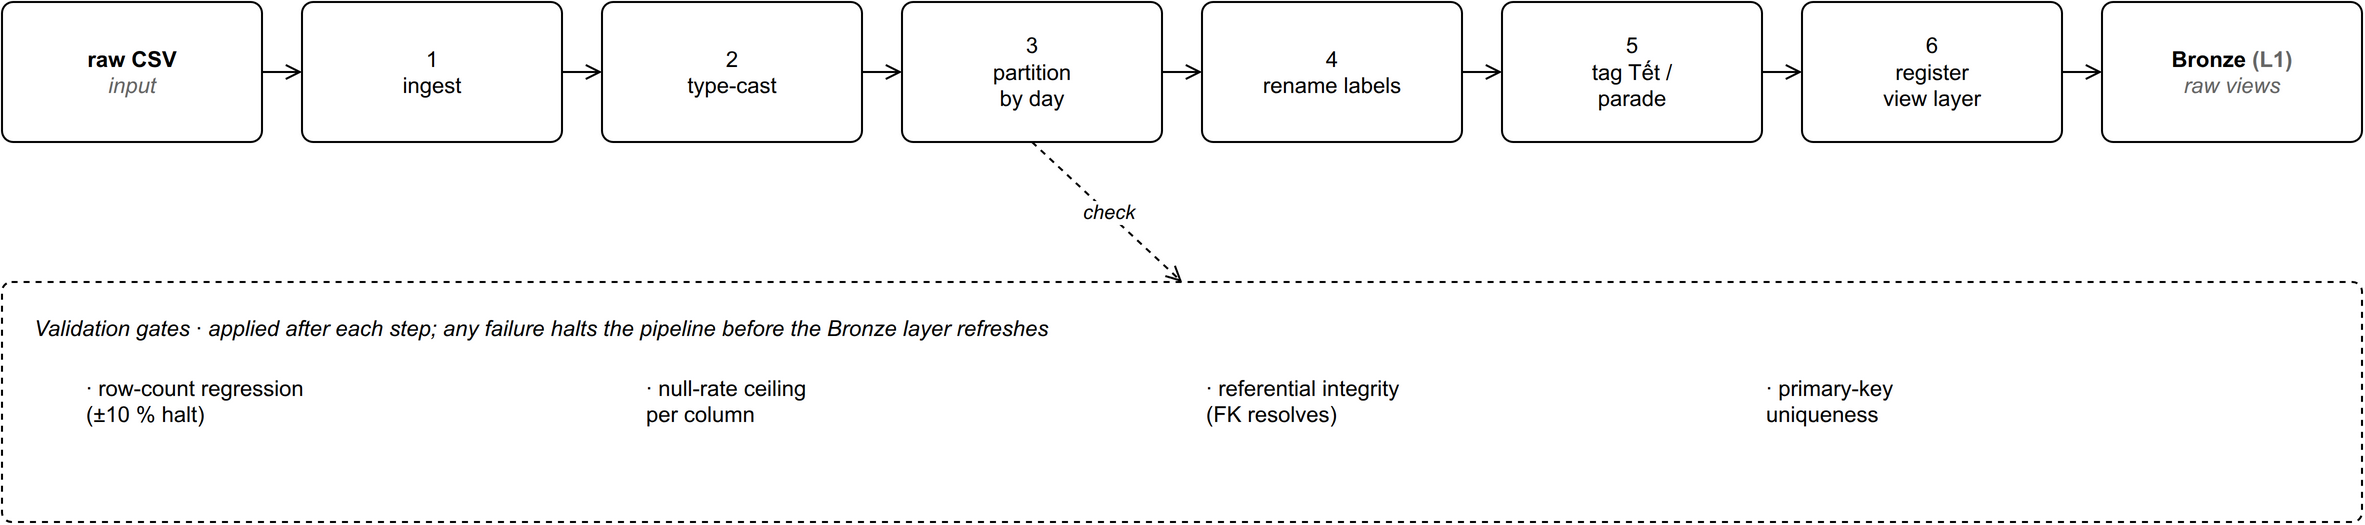 raw CSV
input
1
ingest
2
type-cast
3
partition
by day
4
rename labels
5
tag Tết /
parade
6
register
view layer
Bronze (L1)
raw views
check
Validation gates · applied after each step; any failure halts the pipeline before the Bronze layer refreshes
· row-count regression
(±10 % halt)
· null-rate ceiling
per column
· referential integrity
(FK resolves)
· primary-key
uniqueness